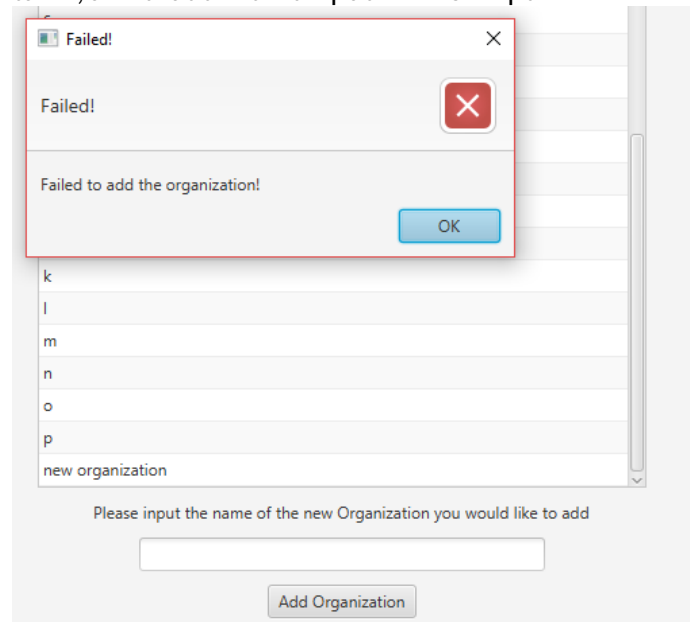 Failed!
Failed!
Failed to add the organization!
OK
k
l
m
n
o
p
new organization
Please input the name of the new Organization you would like to add
Add Organization